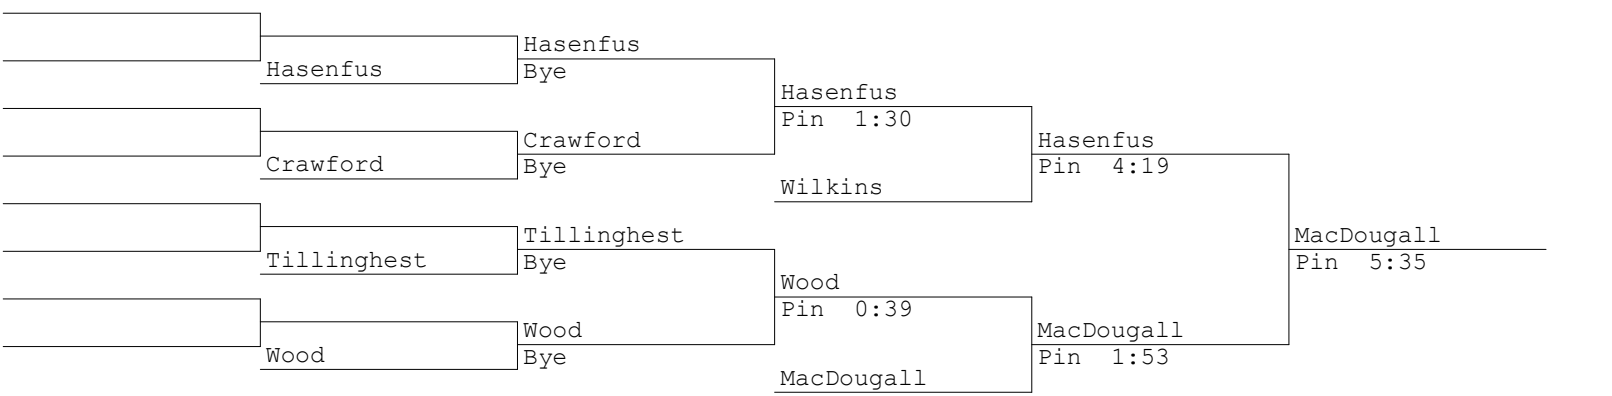 Hasenfus
Hasenfus
Bye
Hasenfus
Pin 1:30
Crawford
Crawford
Bye
Wilkins
Hasenfus
Pin 4:19
Tillinghest
Tillinghest
Bye
Wood
Pin 0:39
Wood
Wood
Bye
MacDougall
MacDougall
Pin 1:53
MacDougall
Pin 5:35